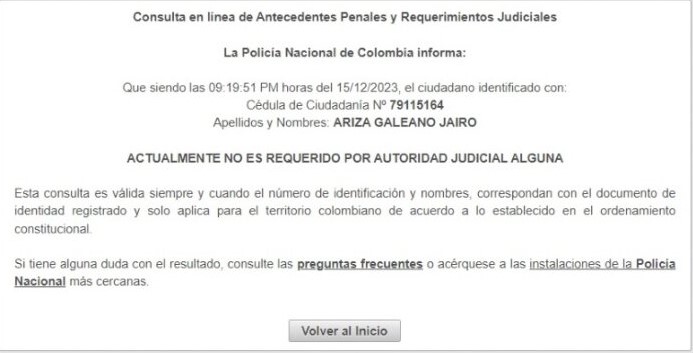 Consulta en línea de Antecedentes Penales y Requerimientos Judiciales
La Policía Nacional de Colombia informa:
Que siendo las 09:19:51 PM horas del 15/12/2023, el ciudadano identificado con:
Cédula de Ciudadanía Nº 79115164
Apellidos y Nombres: ARIZA GALEANO JAIRO
ACTUALMENTE NO ES REQUERIDO POR AUTORIDAD JUDICIAL ALGUNA
Esta consulta es válida siempre y cuando el número de identificación y nombres, correspondan con el documento de
identidad registrado y solo aplica para el territorio colombiano de acuerdo a lo establecido en el ordenamiento
constitucional.
Si tiene alguna duda con el resultado, consulte las preguntas frecuentes o acérquese a las instalaciones de la Policía
Nacional más cercanas.
Volver al Inicio